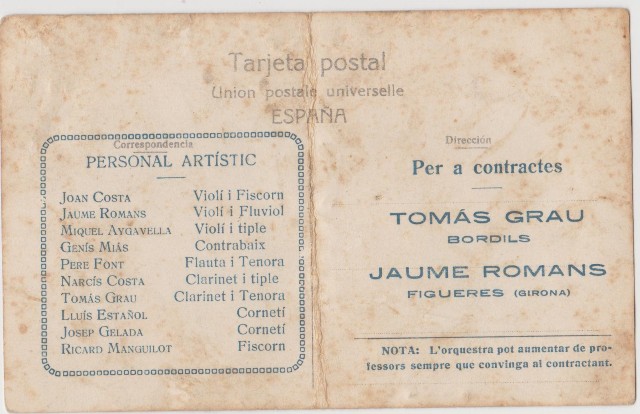 Tarjeta postal
Union postale universelle
ESPAÑA
Correspondencia
PERSONAL ARTÍSTIC
JOAN COSTA Violí i Fiscorn
JAUME ROMANS Violí i Fluviol
MIQUEL AYGAVELLA Violí i tiple
GENÍS MIÁS Contrabaix
PERE FONT Flauta i Tenora
NARCÍS COSTA Clarinet i tiple
TOMÁS GRAU Clarinet i Tenora
LLUÍS ESTAÑOL Cornetí
JOSEP GELADA Cornetí
RICARD MANGUILOT Fiscorn
Dirección
Per a contractes
TOMÁS GRAU
BORDILS
JAUME ROMANS
FIGUERES (GIRONA)
NOTA: L'orquestra pot aumentar de pro-
fessors sempre que convinga al contractant.